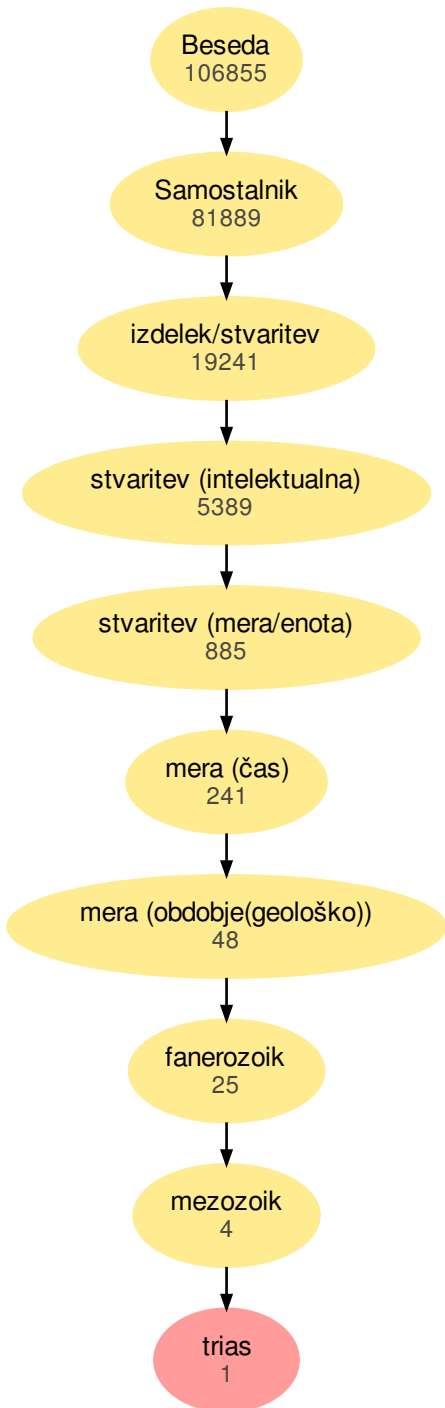 Beseda
106855
Samostalnik
81889
izdelek/stvaritev
19241
stvaritev (intelektualna)
5389
stvaritev (mera/enota)
885
mera (čas)
241
mera (obdobje(geološko))
48
fanerozoik
25
mezozoik
4
trias
1